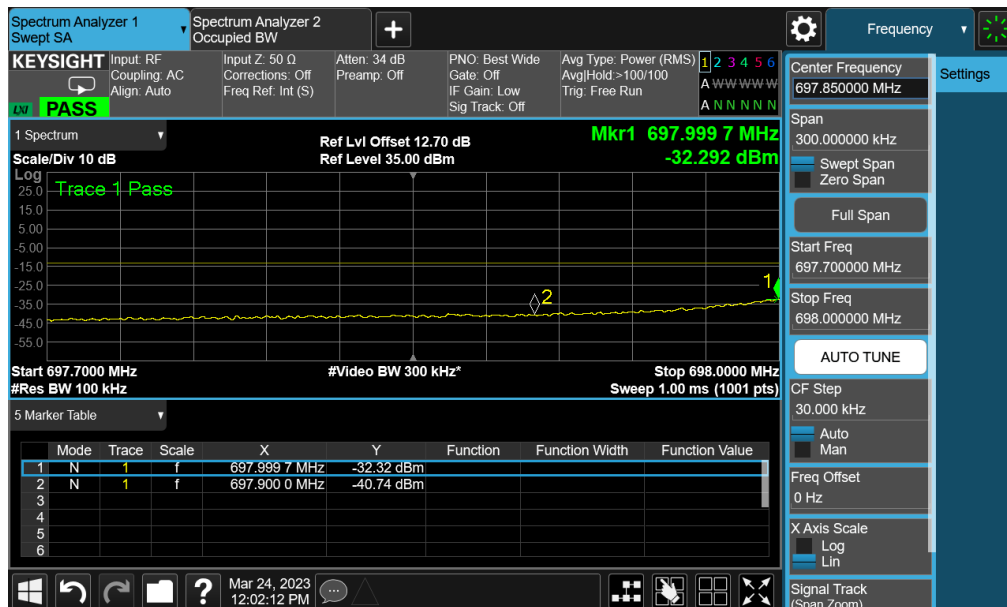 Spectrum Analyzer 1
Swept SA
Spectrum Analyzer 2
Occupied BW
Frequency
KEYSIGHT
Input: RF
Coupling: AC
Align: Auto
Input Z: 50 Ω
Corrections: Off
Freq Ref: Int (S)
Atten: 34 dB
Preamp: Off
PNO: Best Wide
Gate: Off
IF Gain: Low
Sig Track: Off
Avg Type: Power (RMS)
Avg|Hold:>100/100
Trig: Free Run
1 2 3 4 5 6
A W W W W W
A N N N N N
LXI
PASS
1 Spectrum
Scale/Div 10 dB
Ref Lvl Offset 12.70 dB
Ref Level 35.00 dBm
Mkr1 697.999 7 MHz
-32.292 dBm
Log
Trace 1 Pass
25.0
15.0
5.00
-5.00
-15.0
-25.0
-35.0
-45.0
-55.0
1
2
Start 697.7000 MHz
#Res BW 100 kHz
#Video BW 300 kHz*
Stop 698.0000 MHz
Sweep 1.00 ms (1001 pts)
5 Marker Table
Mode Trace Scale X Y Function Function Width Function Value
1 N 1 f 697.999 7 MHz -32.32 dBm
2 N 1 f 697.900 0 MHz -40.74 dBm
3
4
5
6
Mar 24, 2023
12:02:12 PM
Center Frequency
697.850000 MHz
Span
300.000000 kHz
Swept Span
Zero Span
Full Span
Start Freq
697.700000 MHz
Stop Freq
698.000000 MHz
AUTO TUNE
CF Step
30.000 kHz
Auto
Man
Freq Offset
0 Hz
X Axis Scale
Log
Lin
Signal Track
(Span Zoom)
Settings